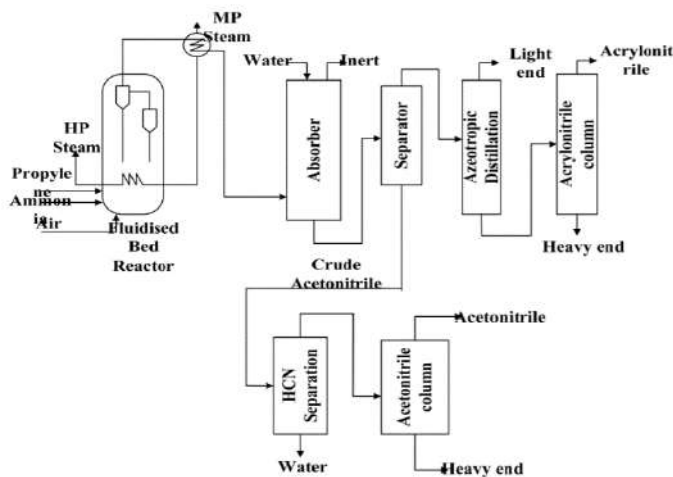 MP
Steam
Water
Inert
Light
end
Acrylonit
rile
HP
Steam
Propyle
ne
Ammon
ia
Air
Fluidised
Bed
Reactor
Absorber
Separator
Azeotropic
Distillation
Acrylonitrile
column
Heavy end
Crude
Acetonitrile
HCN
Separation
Water
Acetonitrile
column
Acetonitrile
Heavy end